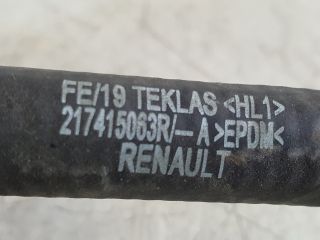 FE/19 TEKLAS <HL1>
217415063R/-- A >EPDM<
RENAULT